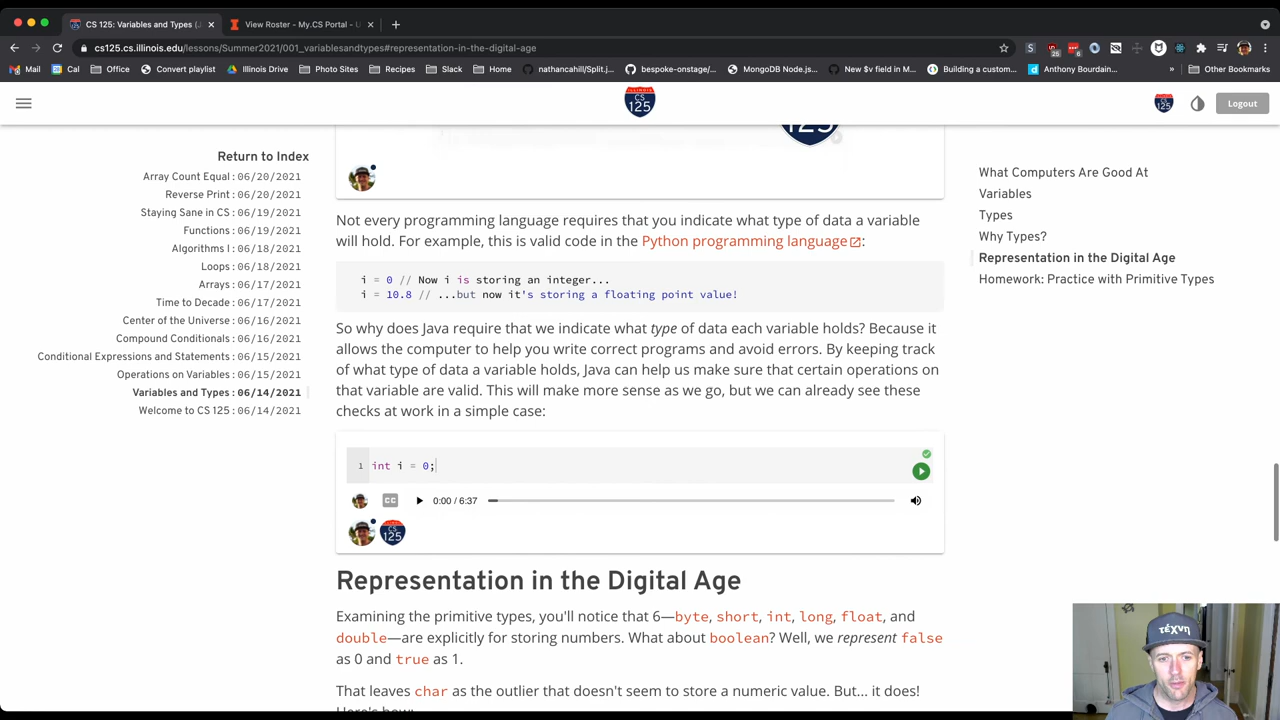 CS 125: Variables and Types (J
View Roster - My.CS Portal - U
cs125.cs.illinois.edu/lessons/Summer2021/001_variablesandtypes#representation-in-the-digital-age
25
6
Mail
Cal
Office
Convert playlist
Illinois Drive
Photo Sites
Recipes
Slack
Home
nathancahill/Split.j...
bespoke-onstage/...
MongoDB Node.js...
New $v field in M...
Building a custom...
Anthony Bourdain...
»
Other Bookmarks
ILLINOIS
CS
125
Logout
Return to Index
Array Count Equal : 06/20/2021
Reverse Print : 06/20/2021
Staying Sane in CS : 06/19/2021
Functions : 06/19/2021
Algorithms I : 06/18/2021
Loops : 06/18/2021
Arrays : 06/17/2021
Time to Decade : 06/17/2021
Center of the Universe : 06/16/2021
Compound Conditionals : 06/16/2021
Conditional Expressions and Statements : 06/15/2021
Operations on Variables : 06/15/2021
Variables and Types : 06/14/2021
Welcome to CS 125 : 06/14/2021
125
Not every programming language requires that you indicate what type of data a variable
will hold. For example, this is valid code in the Python programming language:
i = 0 // Now i is storing an integer...
i = 10.8 // ...but now it's storing a floating point value!
So why does Java require that we indicate what type of data each variable holds? Because it
allows the computer to help you write correct programs and avoid errors. By keeping track
of what type of data a variable holds, Java can help us make sure that certain operations on
that variable are valid. This will make more sense as we go, but we can already see these
checks at work in a simple case:
1 int i = 0;
CC
0:00 / 6:37
CS
125
Representation in the Digital Age
Examining the primitive types, you'll notice that 6—byte, short, int, long, float, and
double—are explicitly for storing numbers. What about boolean? Well, we represent false
as 0 and true as 1.
That leaves char as the outlier that doesn't seem to store a numeric value. But... it does!
Here's how:
What Computers Are Good At
Variables
Types
Why Types?
Representation in the Digital Age
Homework: Practice with Primitive Types
τέχνη